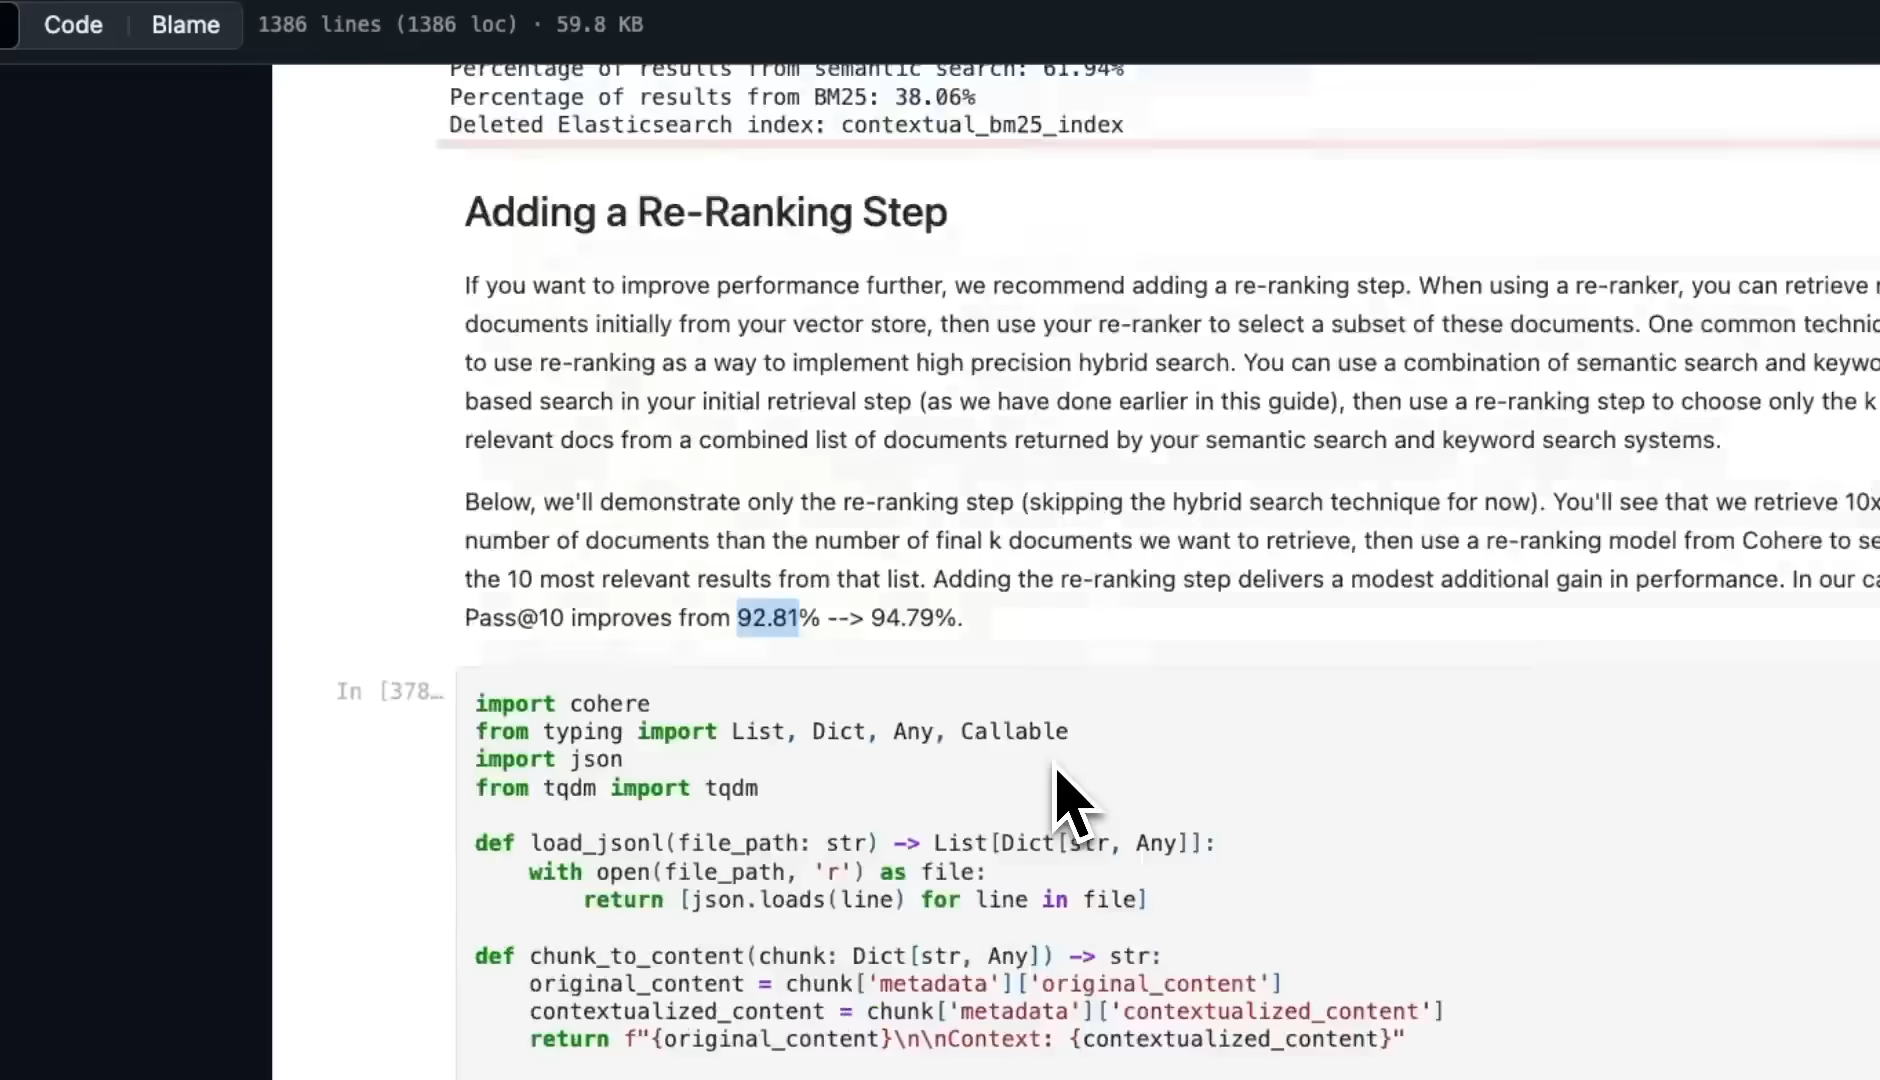 Code Blame 1386 lines (1386 loc) · 59.8 KB
Percentage of results from semantic search: 61.94%
Percentage of results from BM25: 38.06%
Deleted Elasticsearch index: contextual_bm25_index
Adding a Re-Ranking Step
If you want to improve performance further, we recommend adding a re-ranking step. When using a re-ranker, you can retrieve
documents initially from your vector store, then use your re-ranker to select a subset of these documents. One common
to use re-ranking as a way to implement high precision hybrid search. You can use a combination of semantic search and
based search in your initial retrieval step (as we have done earlier in this guide), then use a re-ranking step to choose only the k
relevant docs from a combined list of documents returned by your semantic search and keyword search systems.
Below, we'll demonstrate only the re-ranking step (skipping the hybrid search technique for now). You'll see that we retrieve 10x
number of documents than the number of final k documents we want to retrieve, then use a re-ranking model from Cohere to
the 10 most relevant results from that list. Adding the re-ranking step delivers a modest additional gain in performance. In our
Pass@10 improves from 92.81% --> 94.79%.
In [378…
import cohere
from typing import List, Dict, Any, Callable
import json
from tqdm import tqdm
def load_jsonl(file_path: str) -> List[Dict[str, Any]]:
with open(file_path, 'r') as file:
return [json.loads(line) for line in file]
def chunk_to_content(chunk: Dict[str, Any]) -> str:
original_content = chunk['metadata']['original_content']
contextualized_content = chunk['metadata']['contextualized_content']
return f"{original_content}\n\nContext: {contextualized_content}"